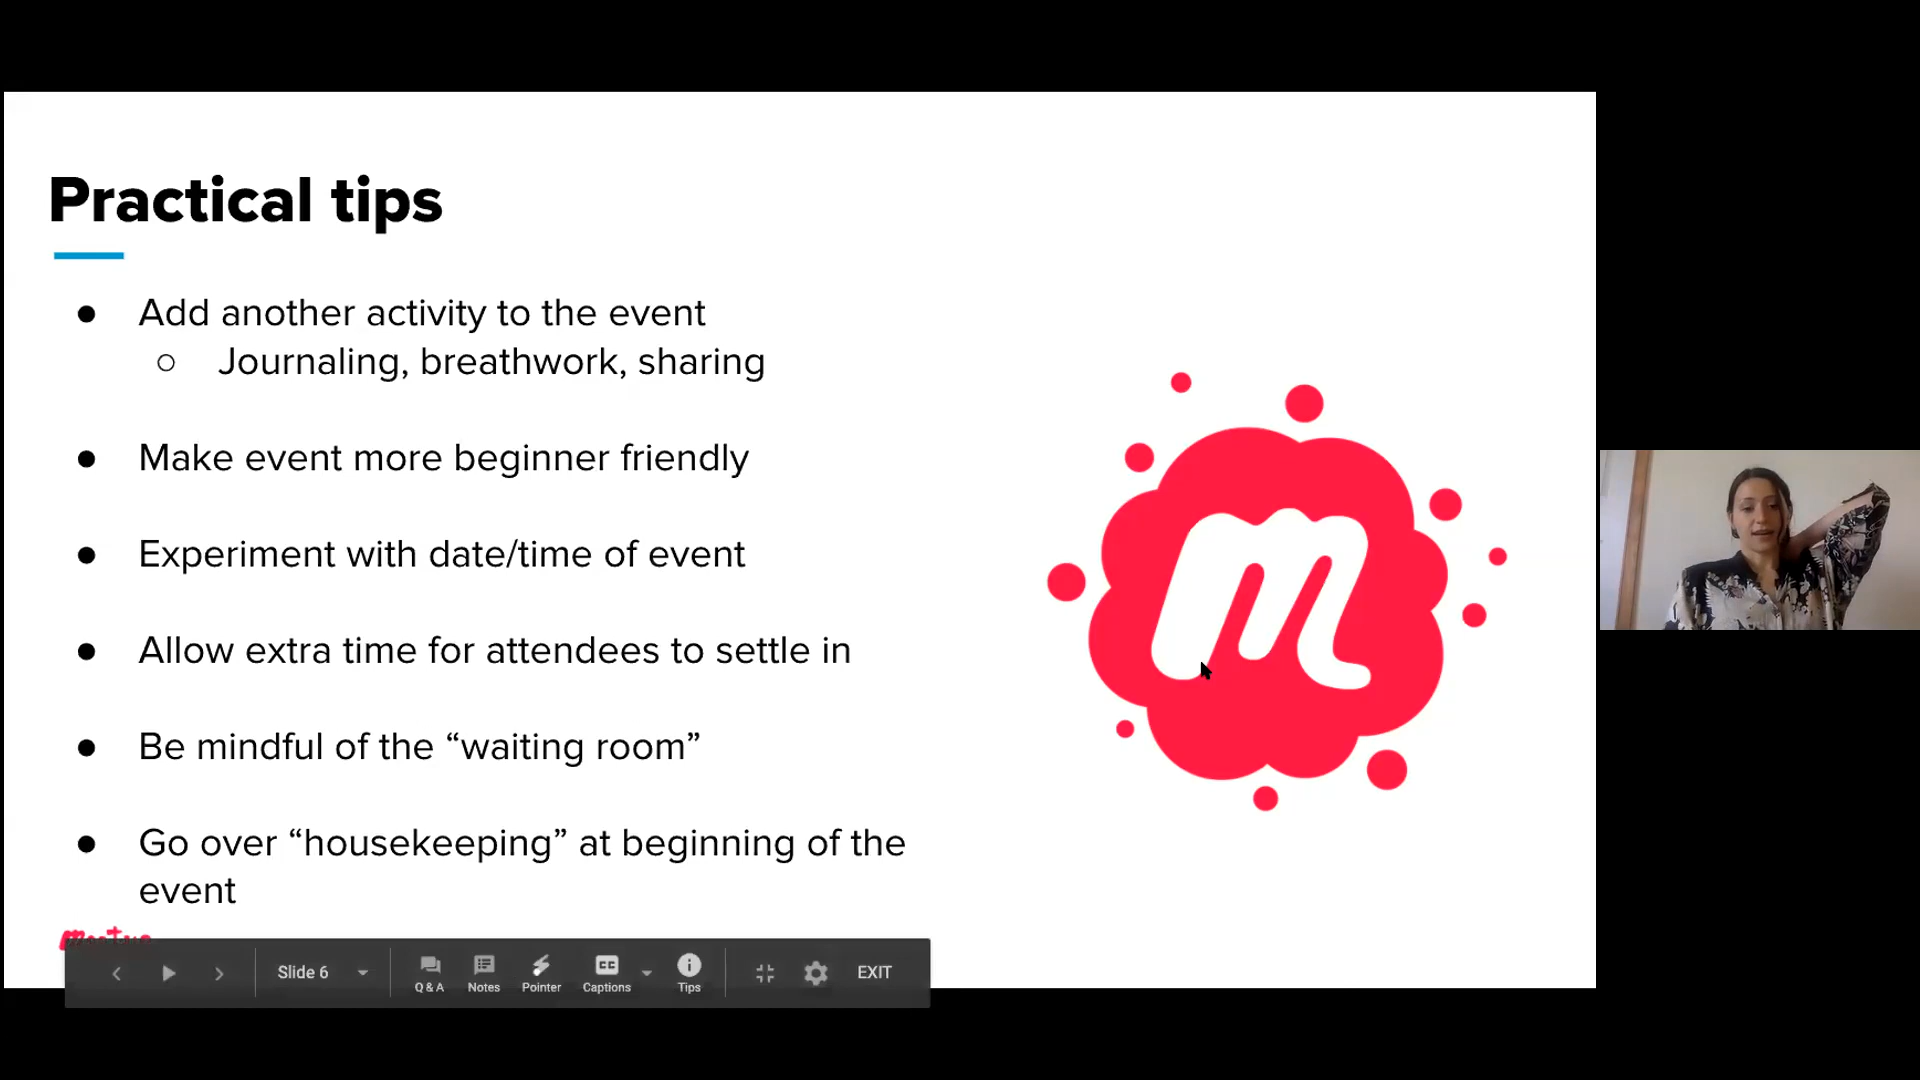 Practical tips
● Add another activity to the event
○ Journaling, breathwork, sharing
● Make event more beginner friendly
● Experiment with date/time of event
● Allow extra time for attendees to settle in
● Be mindful of the “waiting room”
● Go over “housekeeping” at beginning of the
event
m
Slide 6
Q & A
Notes
Pointer
CC
Captions
Tips
EXIT